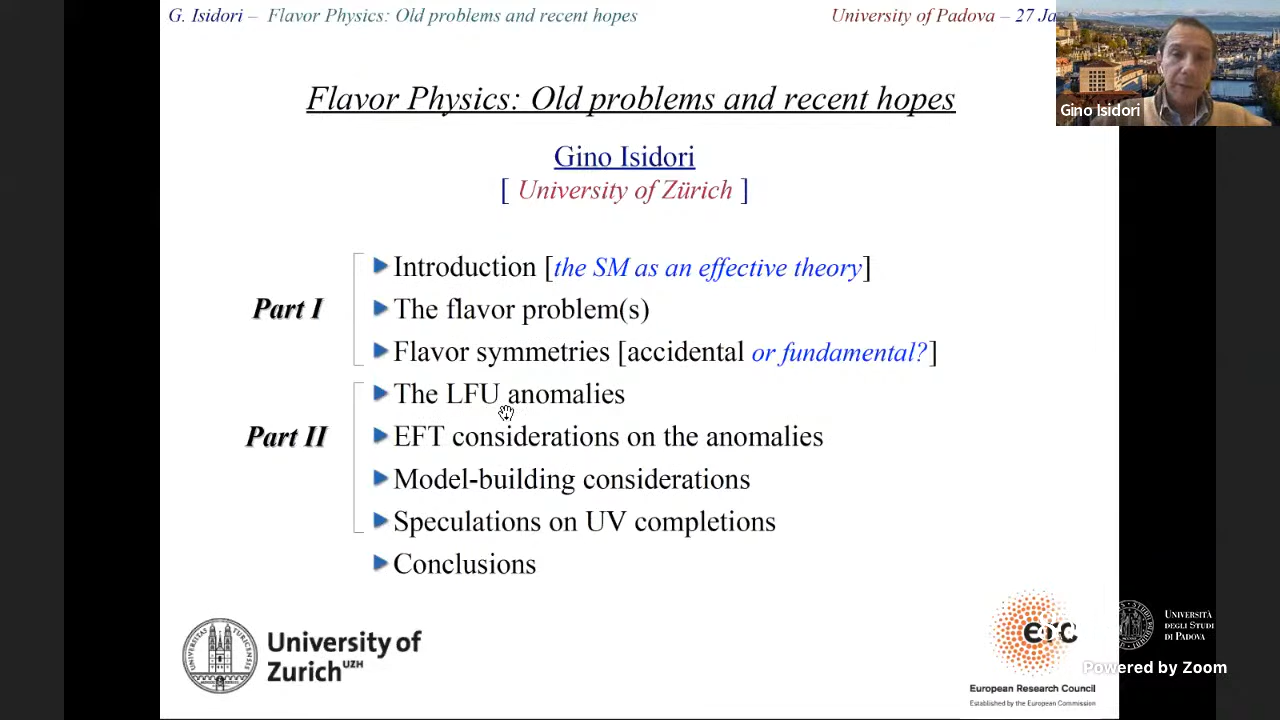 G. Isidori – Flavor Physics: Old problems and recent hopes
University of Padova – 27 Ja
Gino Isidori
Flavor Physics: Old problems and recent hopes
Gino Isidori
[ University of Zürich ]
Part I
Introduction [the SM as an effective theory]
The flavor problem(s)
Flavor symmetries [accidental or fundamental?]
Part II
The LFU anomalies
EFT considerations on the anomalies
Model-building considerations
Speculations on UV completions
Conclusions
University of
Zurich UZH
erc
European Research Council
Established by the European Commission
UNIVERSITÀ
DEGLI STUDI
DI PADOVA
Powered by Zoom